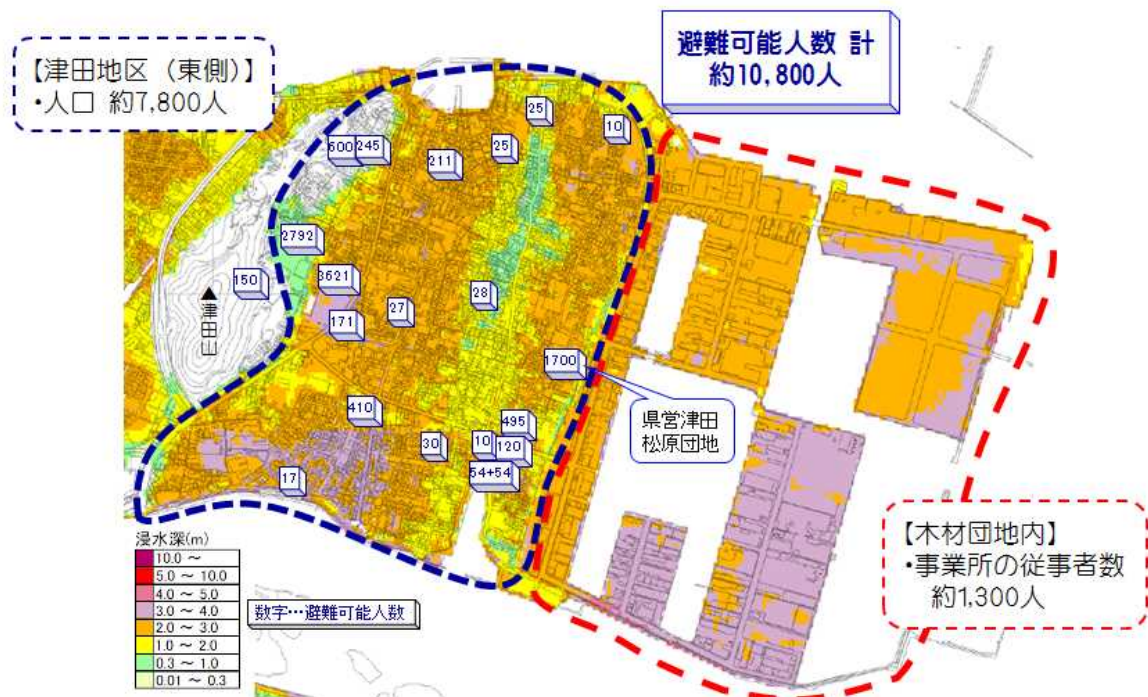 【津田地区（東側）】
・人口 約7,800人
避難可能人数 計
約10,800人
25
10
600
245
211
25
2792
3621
150
28
27
171
▲津田山
1700
県営津田
松原団地
410
495
30
10
120
54+54
17
【木材団地内】
・事業所の従事者数
約1,300人
浸水深(m)
10.0 ～
5.0 ～ 10.0
4.0 ～ 5.0
3.0 ～ 4.0
2.0 ～ 3.0
1.0 ～ 2.0
0.3 ～ 1.0
0.01 ～ 0.3
数字…避難可能人数